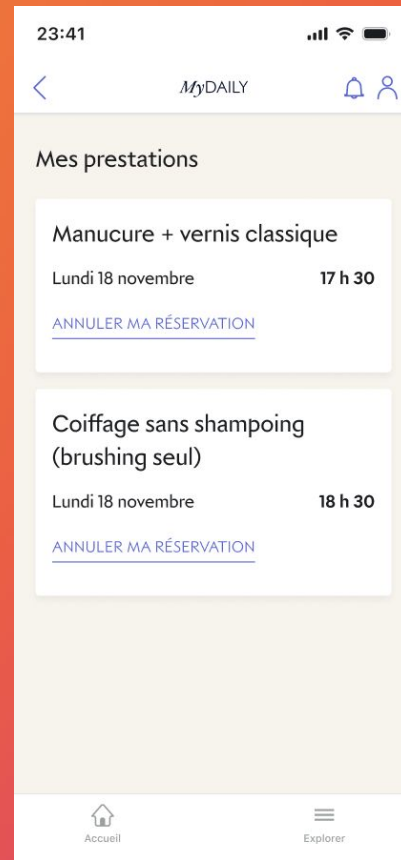 23:41
MyDAILY
Mes prestations
Manucure + vernis classique
Lundi 18 novembre 17 h 30
ANNULER MA RÉSERVATION
Coiffage sans shampoing
(brushing seul)
Lundi 18 novembre 18 h 30
ANNULER MA RÉSERVATION
Accueil Explorer